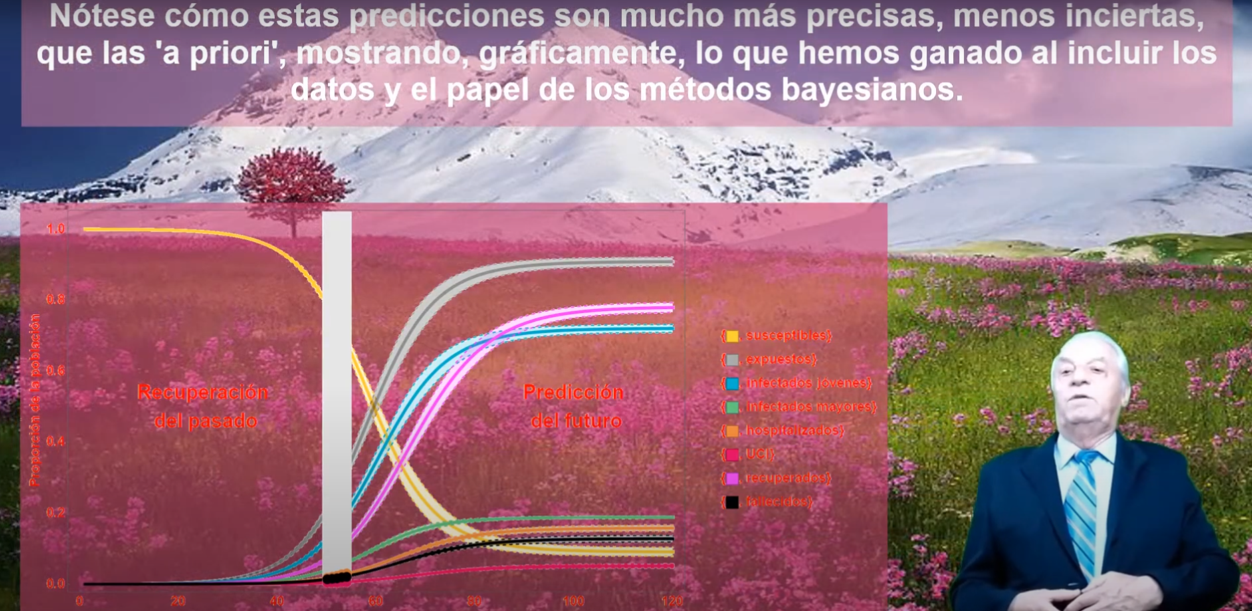 Nótese cómo estas predicciones son mucho más precisas, menos inciertas,
que las 'a priori', mostrando, gráficamente, lo que hemos ganado al incluir los
datos y el papel de los métodos bayesianos.
1.0
0.8
0.6
0.4
0.2
0.0
Proporción de la población
Recuperación
del pasado
Predicción
del futuro
{ susceptibles}
{ expuestos}
{ infectados jóvenes}
{ infectados mayores}
{ hospitalizados}
{ UCI}
{ recuperados}
{ fallecidos}
0 20 40 60 80 100 120